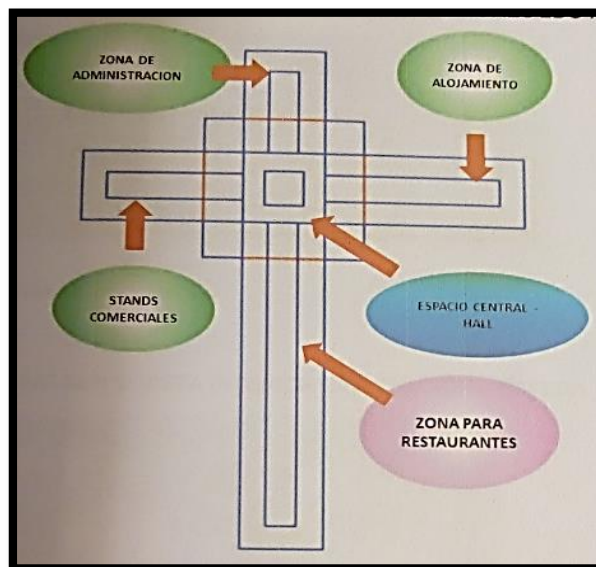 ZONA DE
ADMINISTRACION
ZONA DE
ALOJAMIENTO
STANDS
COMERCIALES
ESPACIO CENTRAL -
HALL
ZONA PARA
RESTAURANTES